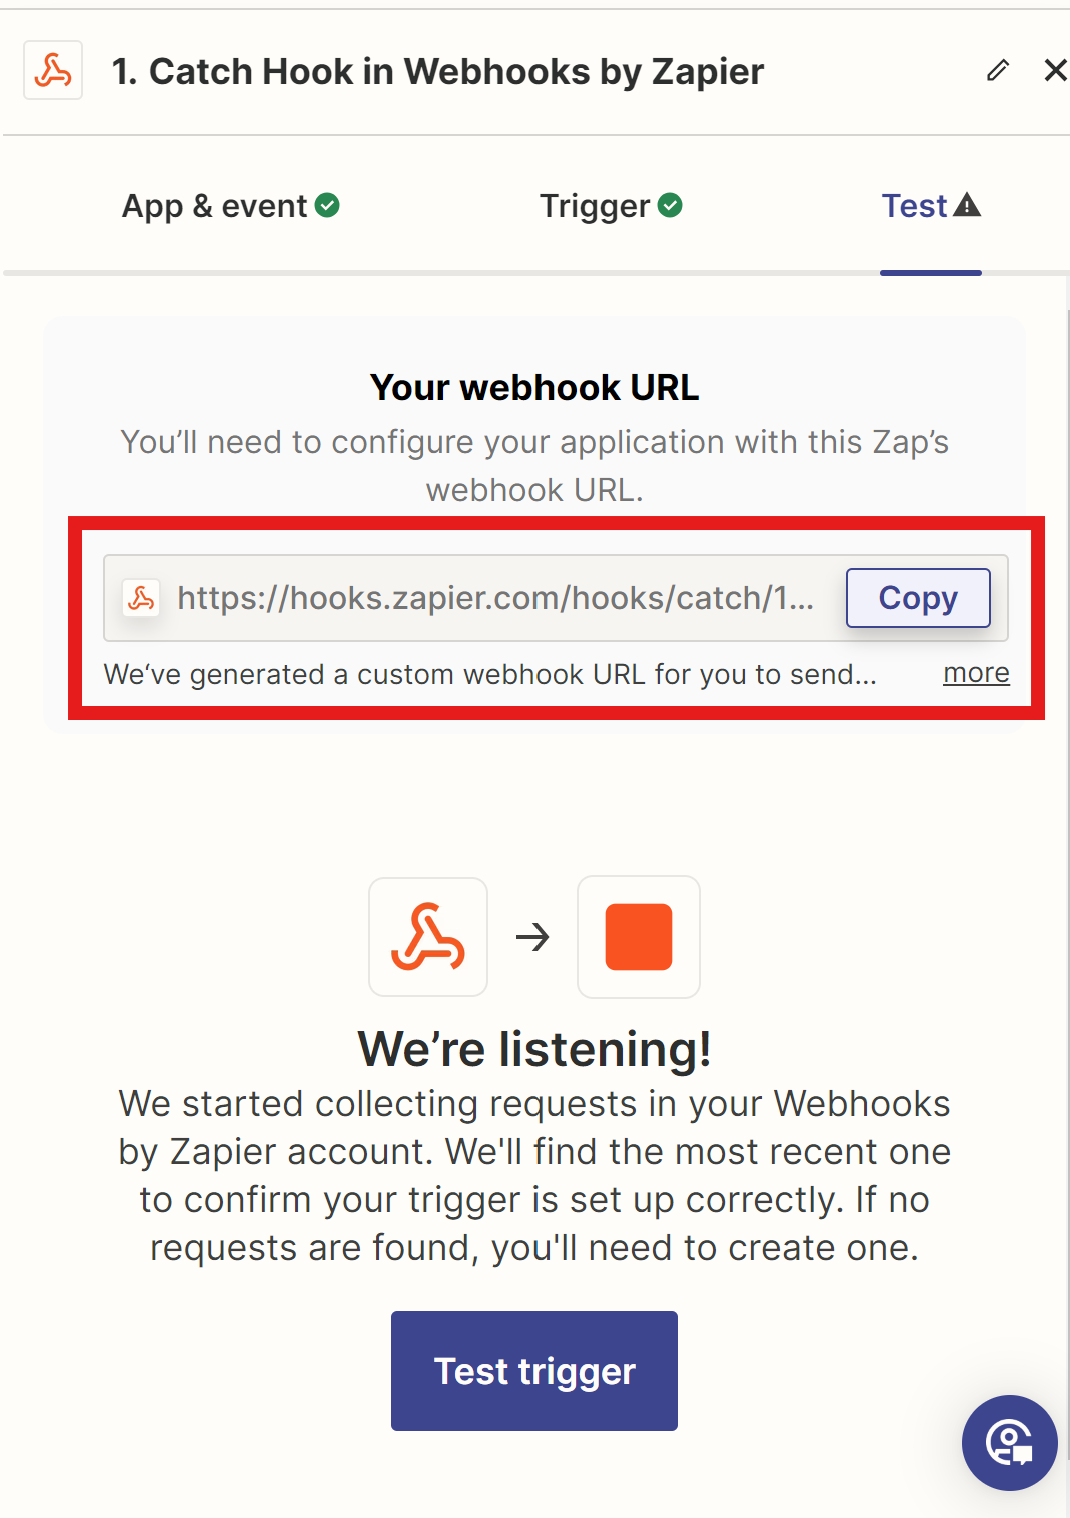 1. Catch Hook in Webhooks by Zapier
App & event
Trigger
Test
Your webhook URL
You’ll need to configure your application with this Zap’s
webhook URL.
https://hooks.zapier.com/hooks/catch/1...
Copy
We‘ve generated a custom webhook URL for you to send...
more
We’re listening!
We started collecting requests in your Webhooks
by Zapier account. We'll find the most recent one
to confirm your trigger is set up correctly. If no
requests are found, you'll need to create one.
Test trigger